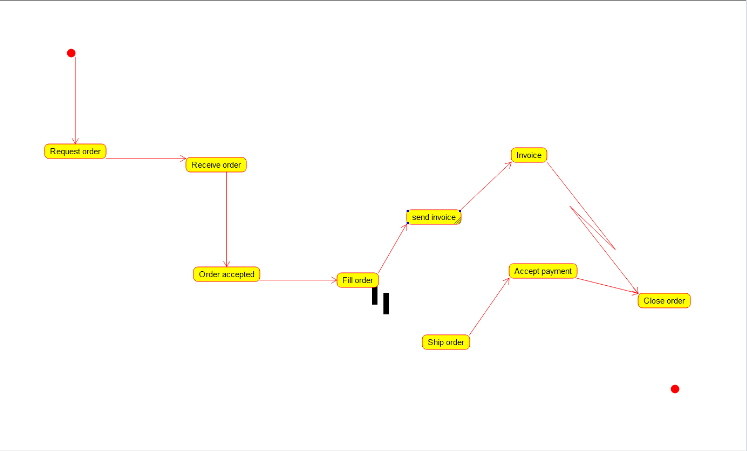 Request order
Receive order
Order accepted
Fill order
send invoice
Invoice
Accept payment
Ship order
Close order